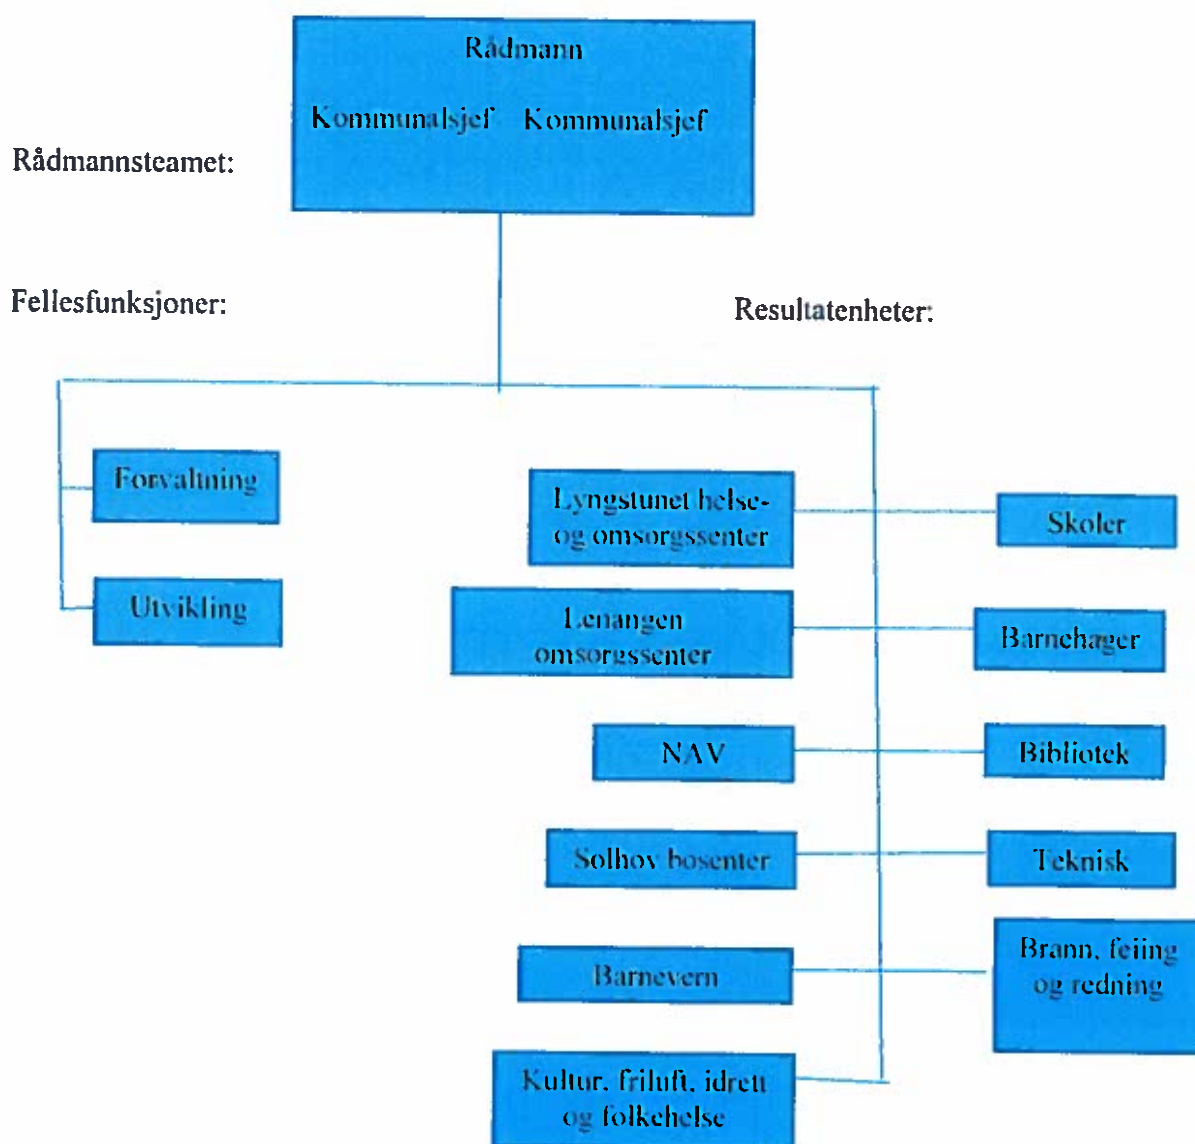 Rådmann
Kommunalsjef Kommunalsjef
Rådmannsteamet:
Fellesfunksjoner:
Resultatenheter:
Forvaltning
Utvikling
Lyngstunet helse-
og omsorgssenter
Skoler
Lenangen
omsorgssenter
Barnehager
NAV
Bibliotek
Solhov bosenter
Teknisk
Barnevern
Brann, feiing
og redning
Kultur, friluft, idrett
og folkehelse